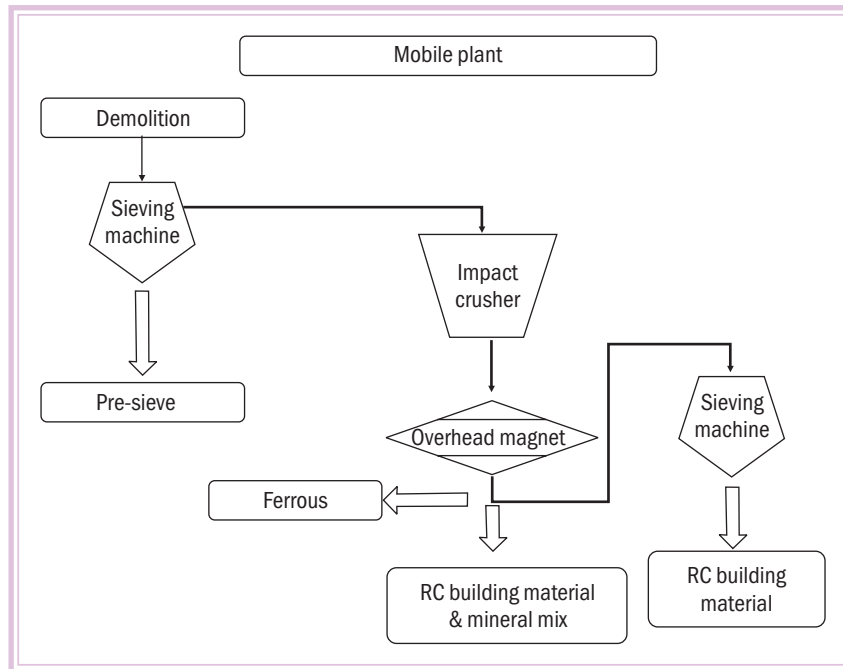 Mobile plant
Demolition
Sieving
machine
Impact
crusher
Pre-sieve
Overhead magnet
Sieving
machine
Ferrous
RC building material
& mineral mix
RC building
material